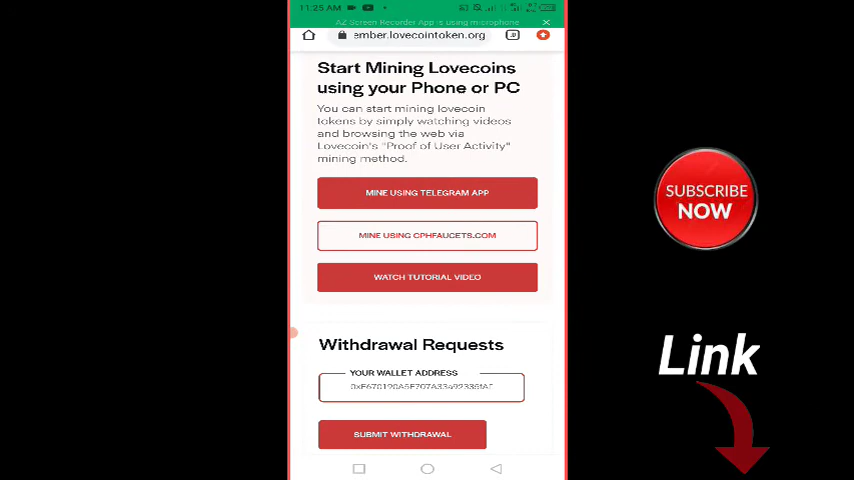 11:25 AM
AZ Screen Recorder App is using microphone
ember.lovecointoken.org
Start Mining Lovecoins
using your Phone or PC
You can start mining lovecoin
tokens by simply watching videos
and browsing the web via
Lovecoin's "Proof of User Activity"
mining method.
MINE USING TELEGRAM APP
MINE USING CPHFAUCETS.COM
WATCH TUTORIAL VIDEO
Withdrawal Requests
YOUR WALLET ADDRESS
SUBMIT WITHDRAWAL
SUBSCRIBE
NOW
Link